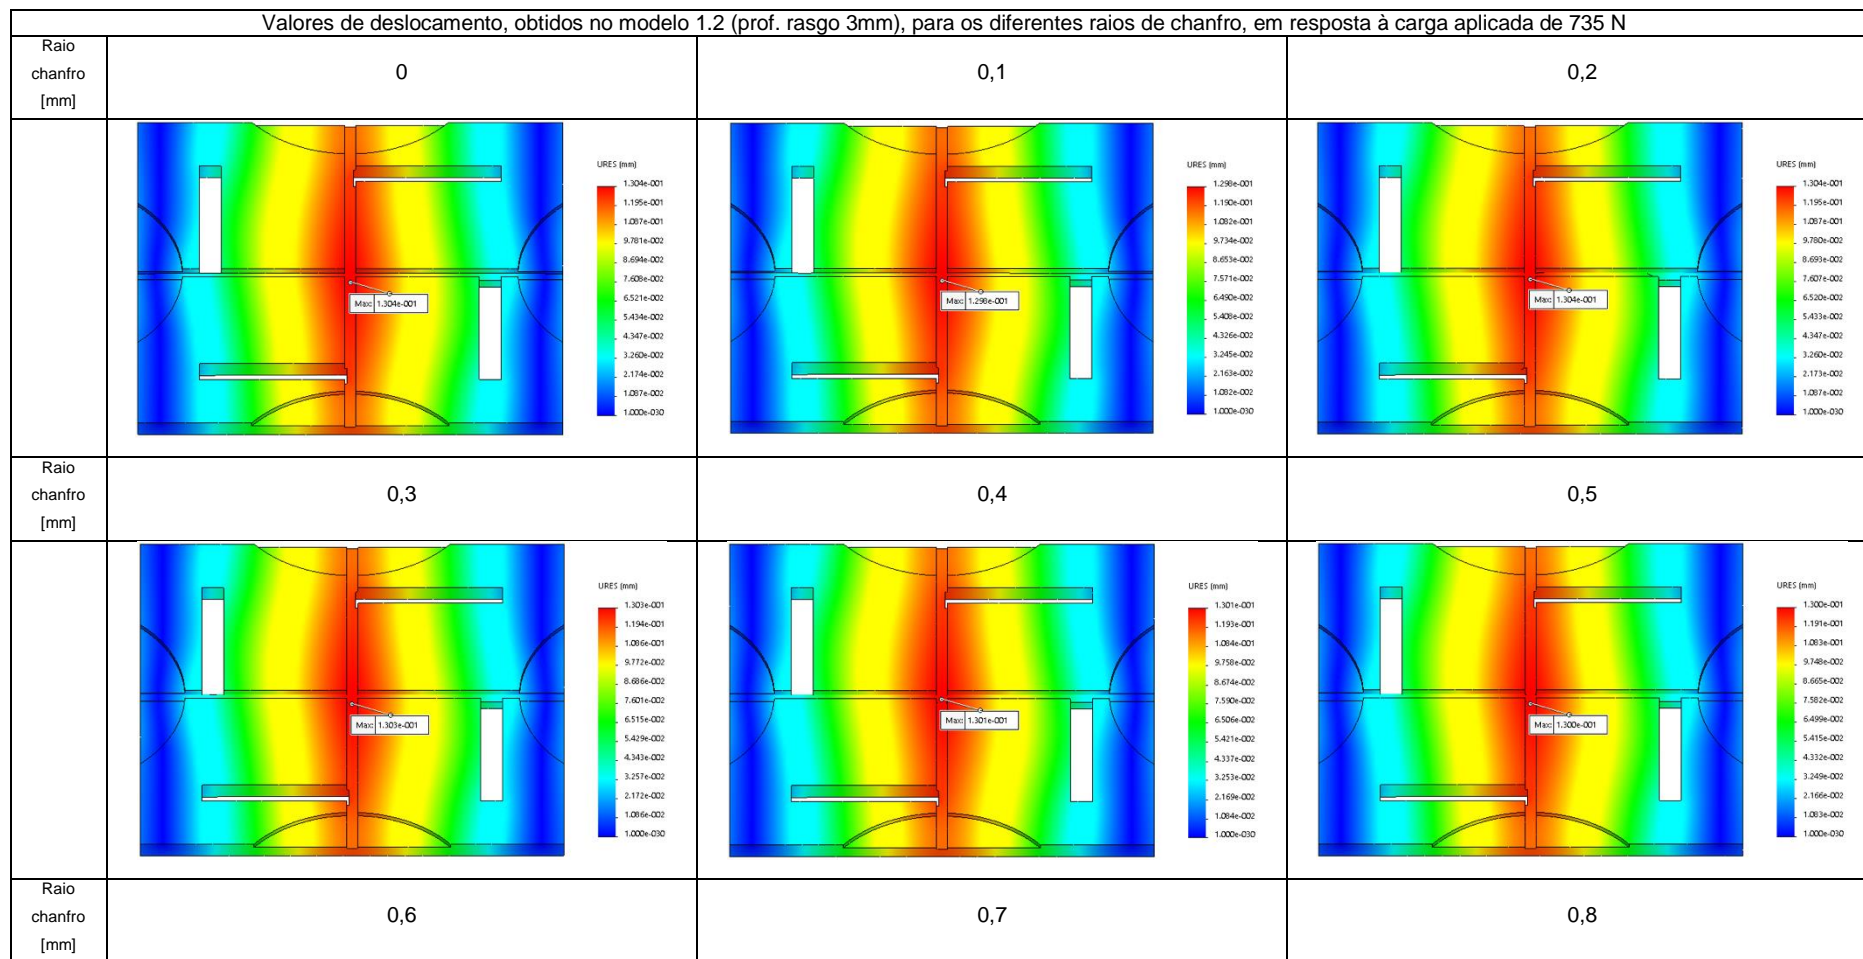 Valores de deslocamento, obtidos no modelo 1.2 (prof. rasgo 3mm), para os diferentes raios de chanfro, em resposta à carga aplicada de 735 N
Raio
chanfro
[mm]
0
0,1
0,2
URES (mm)
1.304e-001
1.195e-001
1.087e-001
9.781e-002
8.694e-002
7.608e-002
6.521e-002
5.434e-002
4.347e-002
3.260e-002
2.174e-002
1.087e-002
1.000e-030
Max: 1.304e-001
URES (mm)
1.298e-001
1.190e-001
1.082e-001
9.734e-002
8.653e-002
7.571e-002
6.490e-002
5.408e-002
4.326e-002
3.245e-002
2.163e-002
1.082e-002
1.000e-030
Max: 1.298e-001
URES (mm)
1.304e-001
1.195e-001
1.087e-001
9.780e-002
8.693e-002
7.607e-002
6.520e-002
5.433e-002
4.347e-002
3.260e-002
2.173e-002
1.087e-002
1.000e-030
Max: 1.304e-001
Raio
chanfro
[mm]
0,3
0,4
0,5
URES (mm)
1.303e-001
1.194e-001
1.086e-001
9.772e-002
8.686e-002
7.601e-002
6.515e-002
5.429e-002
4.343e-002
3.257e-002
2.172e-002
1.086e-002
1.000e-030
Max: 1.303e-001
URES (mm)
1.301e-001
1.193e-001
1.084e-001
9.758e-002
8.674e-002
7.590e-002
6.506e-002
5.421e-002
4.337e-002
3.253e-002
2.169e-002
1.084e-002
1.000e-030
Max: 1.301e-001
URES (mm)
1.300e-001
1.191e-001
1.083e-001
9.748e-002
8.665e-002
7.582e-002
6.499e-002
5.415e-002
4.332e-002
3.249e-002
2.166e-002
1.083e-002
1.000e-030
Max: 1.300e-001
Raio
chanfro
[mm]
0,6
0,7
0,8